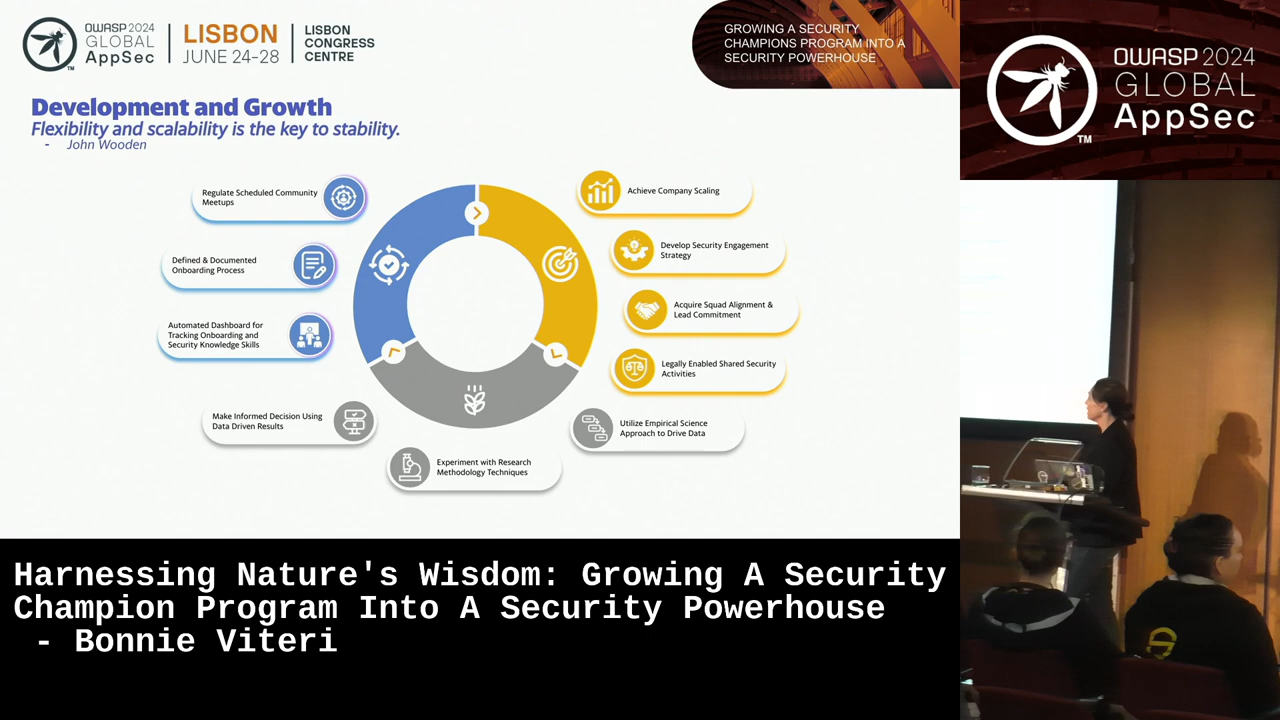 OWASP 2024
GLOBAL
AppSec
TM
LISBON
JUNE 24-28
LISBON
CONGRESS
CENTRE
GROWING A SECURITY
CHAMPIONS PROGRAM INTO A
SECURITY POWERHOUSE
OWASP 2024
GLOBAL
AppSec
TM
Development and Growth
Flexibility and scalability is the key to stability.
- John Wooden
Regulate Scheduled Community
Meetups
Defined & Documented
Onboarding Process
Automated Dashboard for
Tracking Onboarding and
Security Knowledge Skills
Achieve Company Scaling
Develop Security Engagement
Strategy
Acquire Squad Alignment &
Lead Commitment
Legally Enabled Shared Security
Activities
Make Informed Decision Using
Data Driven Results
Experiment with Research
Methodology Techniques
Utilize Empirical Science
Approach to Drive Data
Harnessing Nature's Wisdom: Growing A Security
Champion Program Into A Security Powerhouse
- Bonnie Viteri